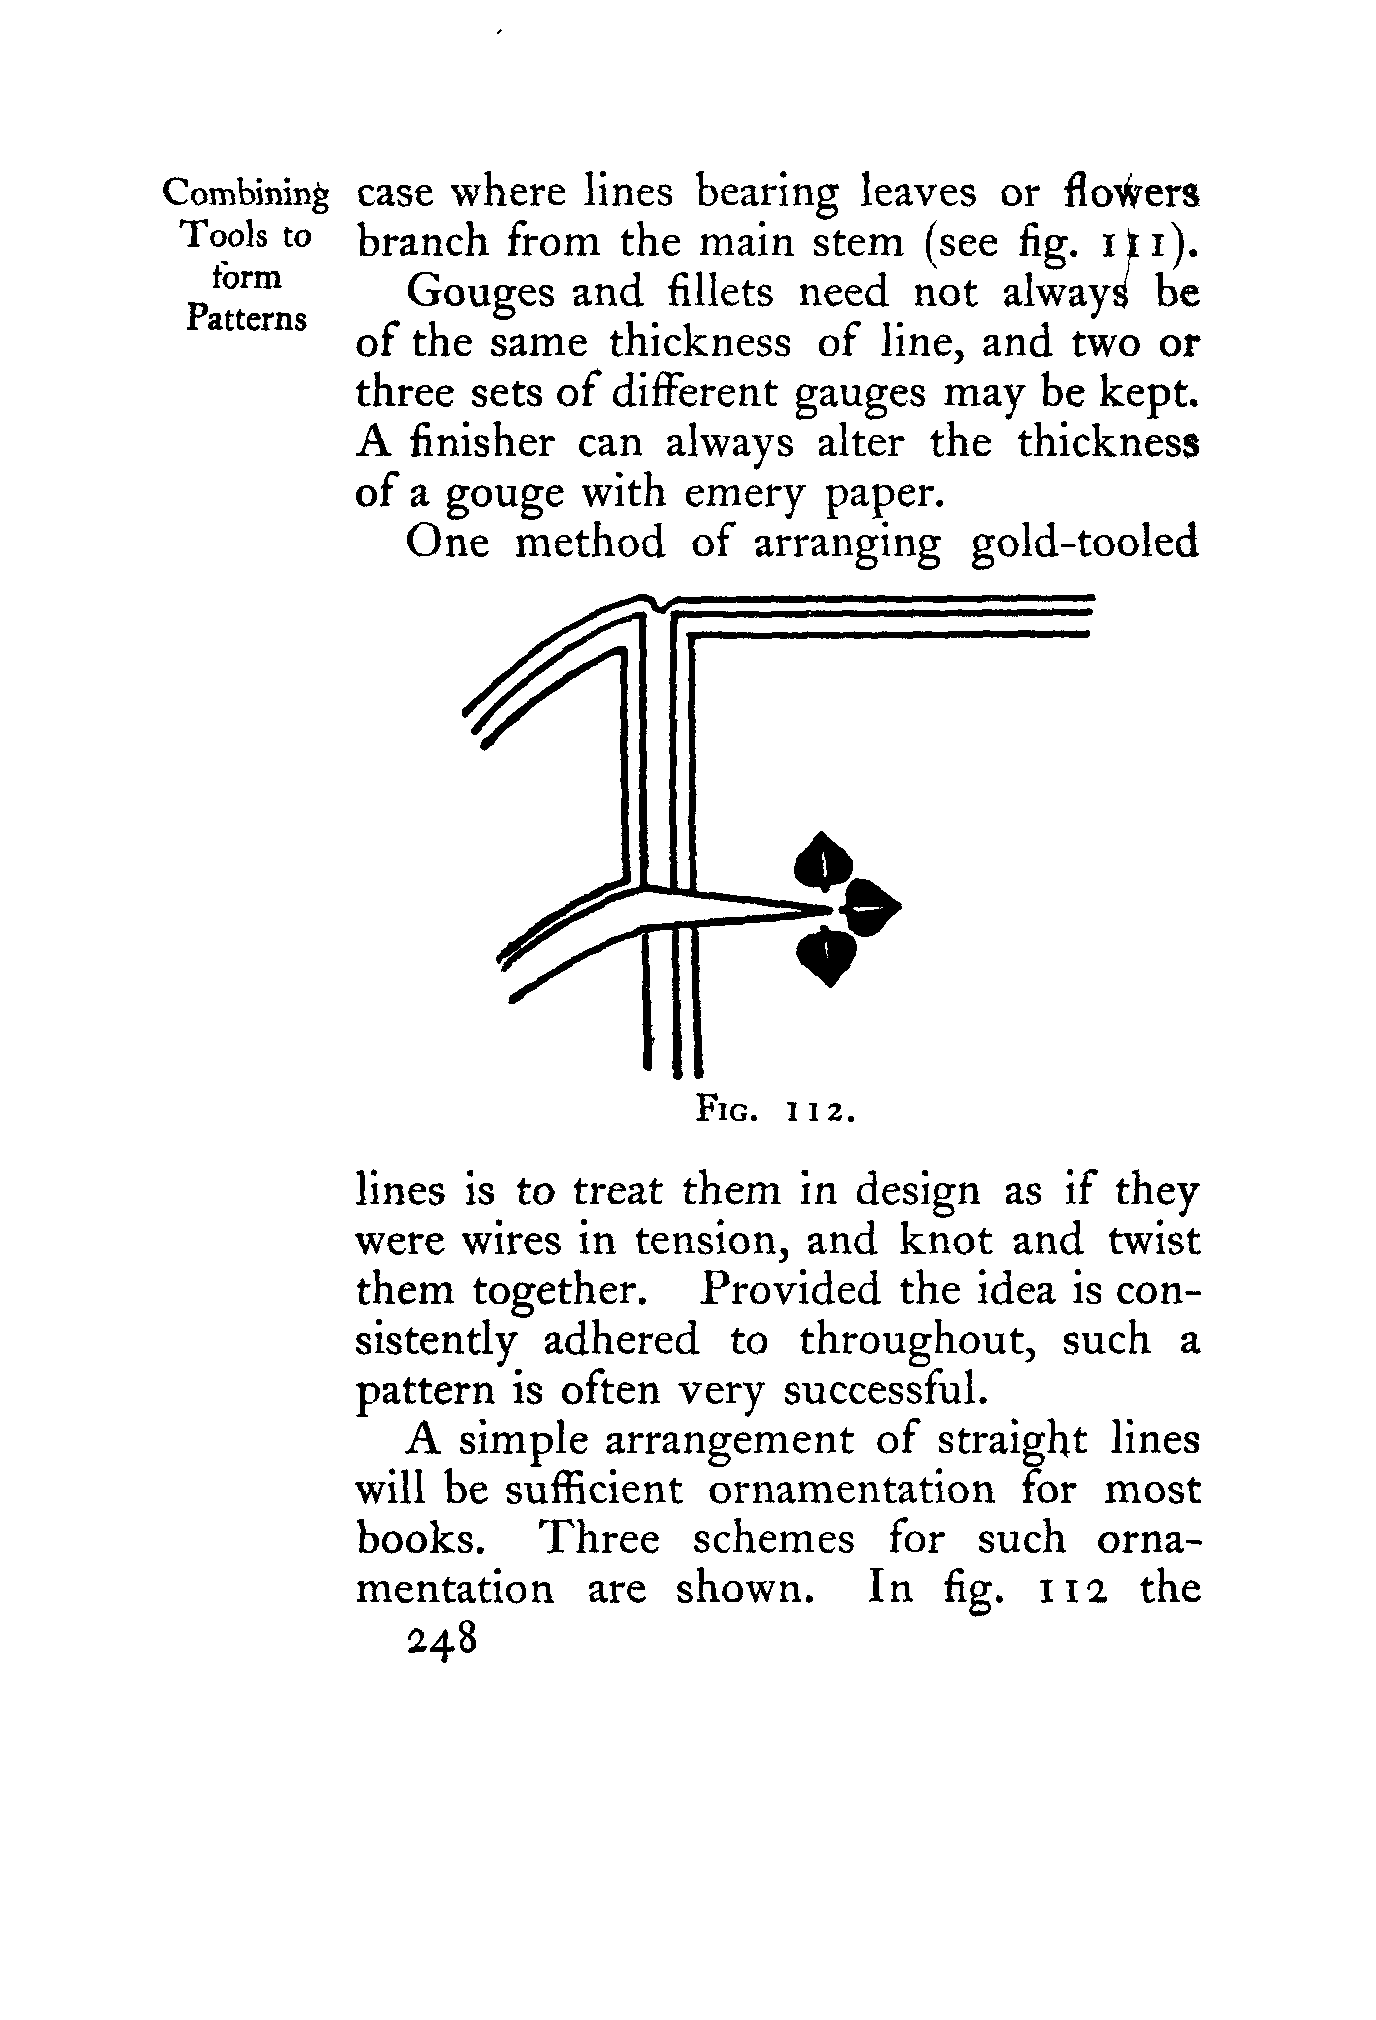 Combining
Tools to
form
Patterns
case where lines bearing leaves or flowers
branch from the main stem (see fig. 111).
Gouges and fillets need not always be
of the same thickness of line, and two or
three sets of different gauges may be kept.
A finisher can always alter the thickness
of a gouge with emery paper.
One method of arranging gold-tooled
Fig. 112.
lines is to treat them in design as if they
were wires in tension, and knot and twist
them together. Provided the idea is con-
sistently adhered to throughout, such a
pattern is often very successful.
A simple arrangement of straight lines
will be sufficient ornamentation for most
books. Three schemes for such orna-
mentation are shown. In fig. 112 the
248